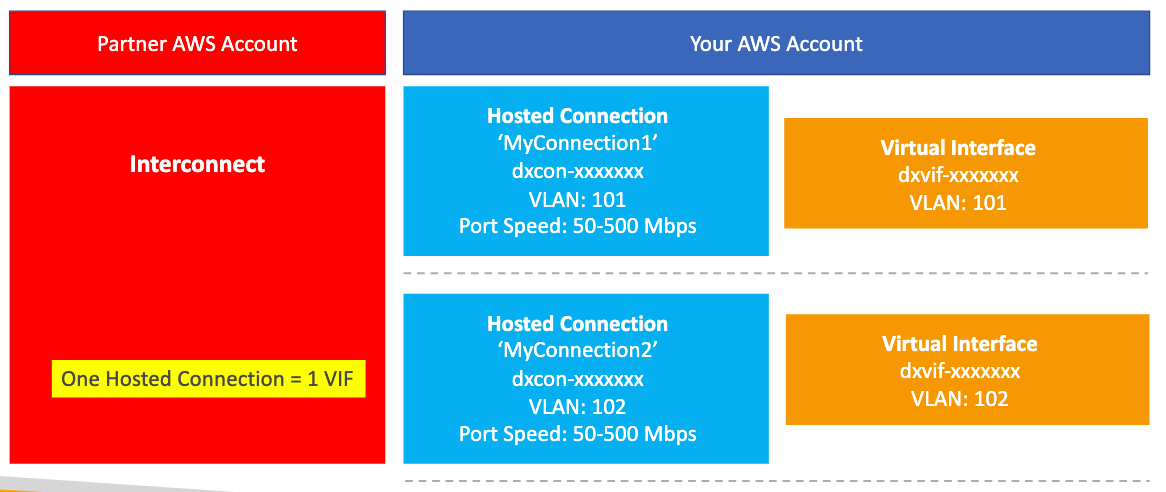 Partner AWS Account
Your AWS Account
Interconnect
One Hosted Connection = 1 VIF
Hosted Connection
‘MyConnection1’
dxcon-xxxxxxx
VLAN: 101
Port Speed: 50-500 Mbps
Virtual Interface
dxvif-xxxxxxx
VLAN: 101
Hosted Connection
‘MyConnection2’
dxcon-xxxxxxx
VLAN: 102
Port Speed: 50-500 Mbps
Virtual Interface
dxvif-xxxxxxx
VLAN: 102